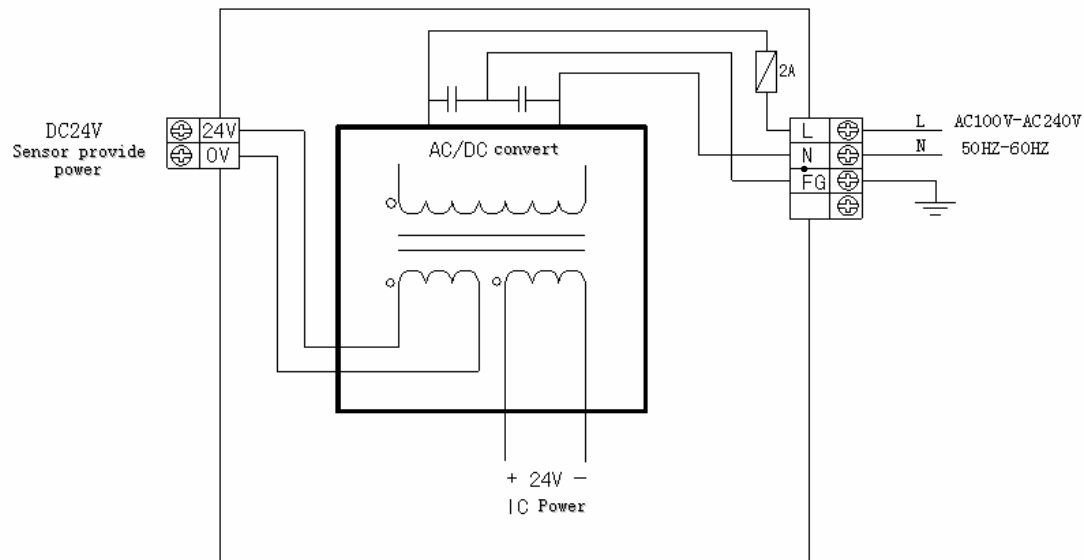 2A
DC24V
Sensor provide
power
24V
0V
AC/DC convert
L
N
FG
L AC100V-AC240V
N 50HZ-60HZ
+ 24V −
IC Power